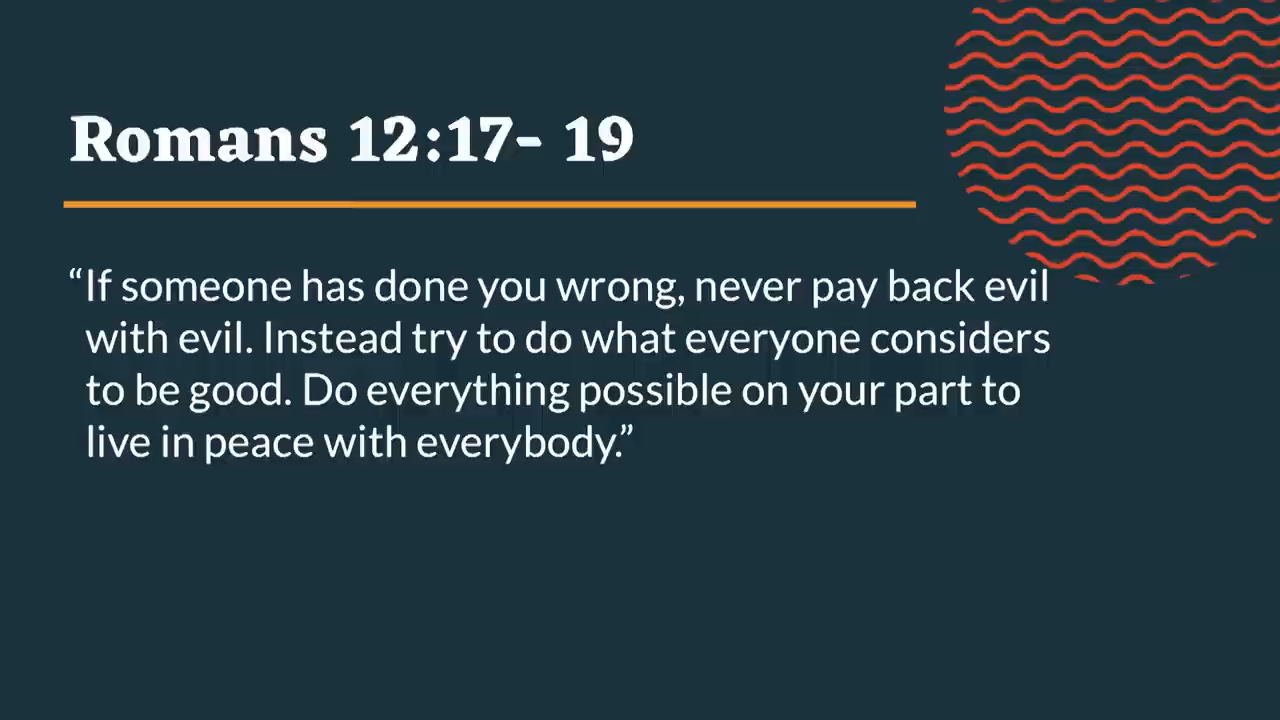 Romans 12:17- 19
“If someone has done you wrong, never pay back evil
with evil. Instead try to do what everyone considers
to be good. Do everything possible on your part to
live in peace with everybody.”